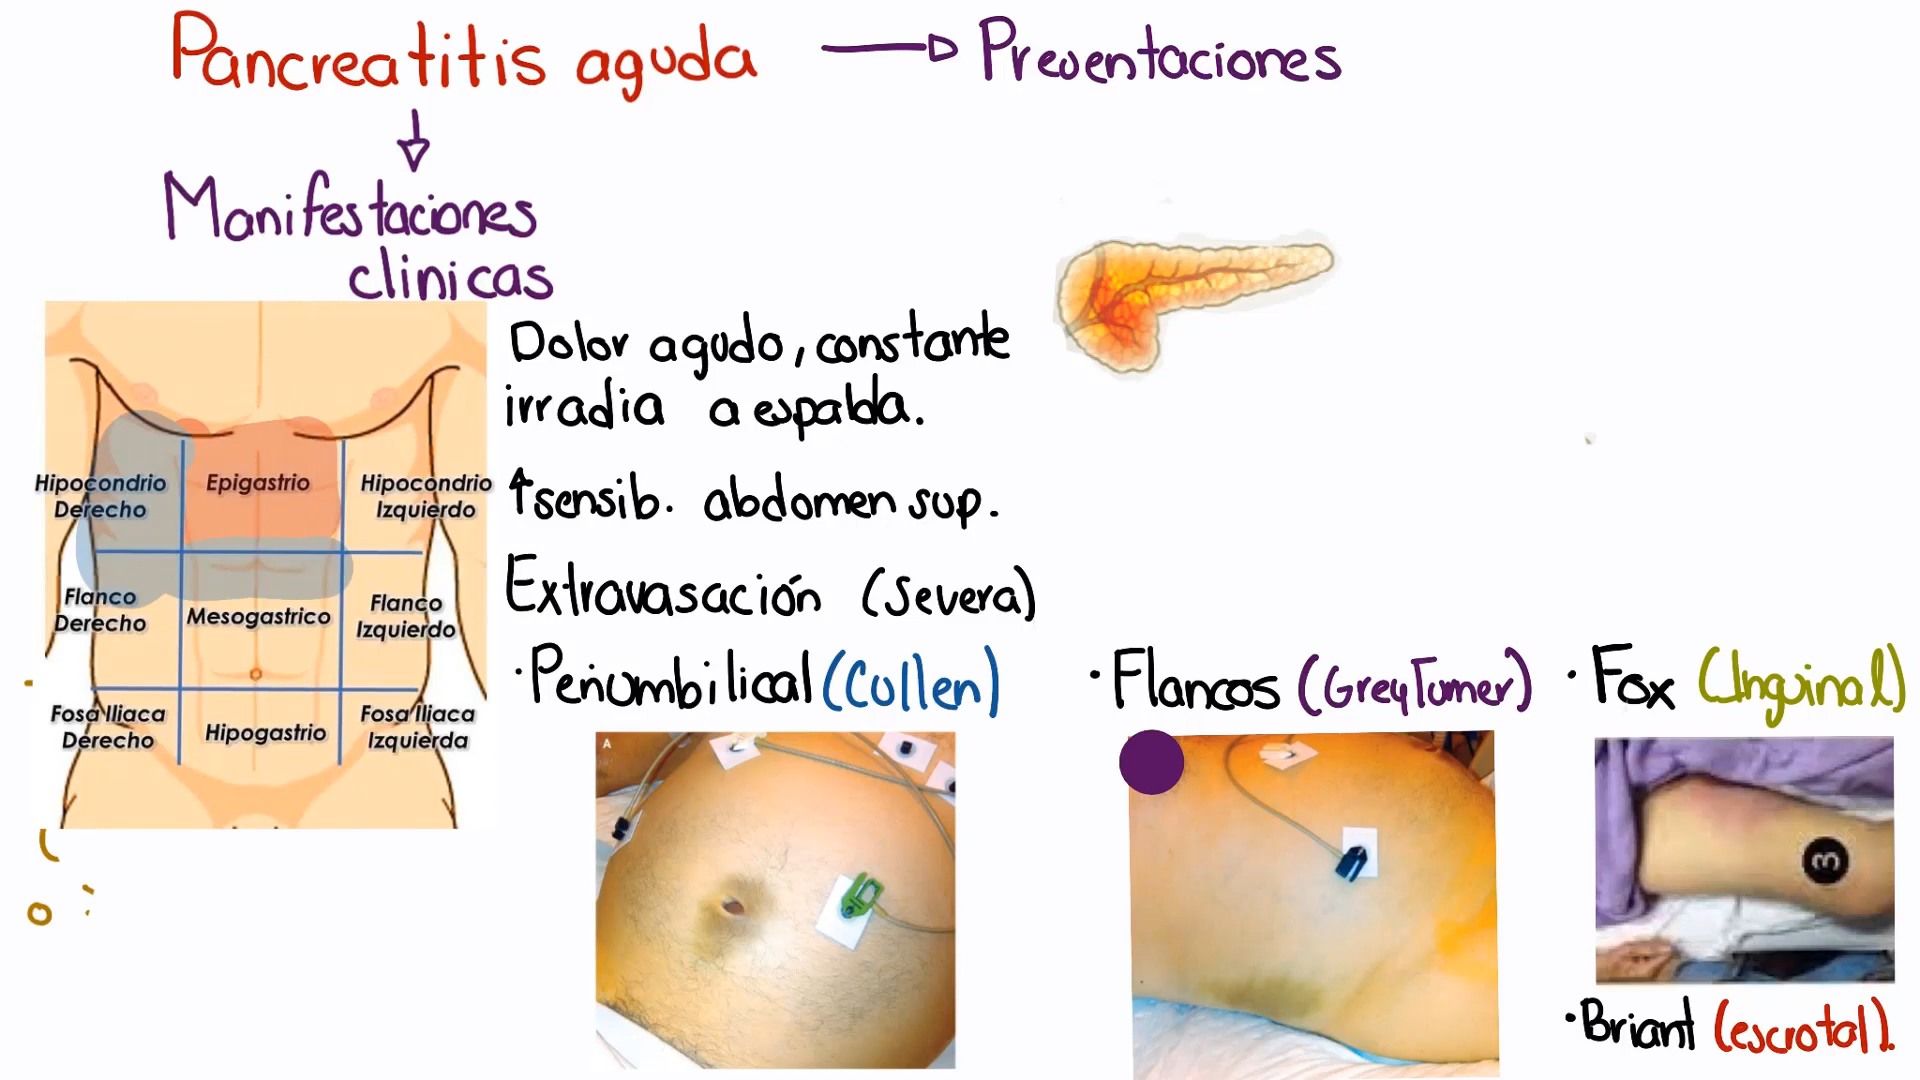 Pancreatitis aguda → Presentaciones
Manifestaciones
clinicas
Dolor agudo, constante
irradia a espalda.
↑sensib. abdomen sup.
Extravasación (Severa)
· Periumbilical (Cullen)
· Flancos (Grey Turner)
· Fox (Inguinal)
· Briant (escrotal).
Hipocondrio
Derecho
Epigastrio
Hipocondrio
Izquierdo
Flanco
Derecho
Mesogastrico
Flanco
Izquierdo
Fosa Iliaca
Derecho
Hipogastrio
Fosa Iliaca
Izquierda
A
3